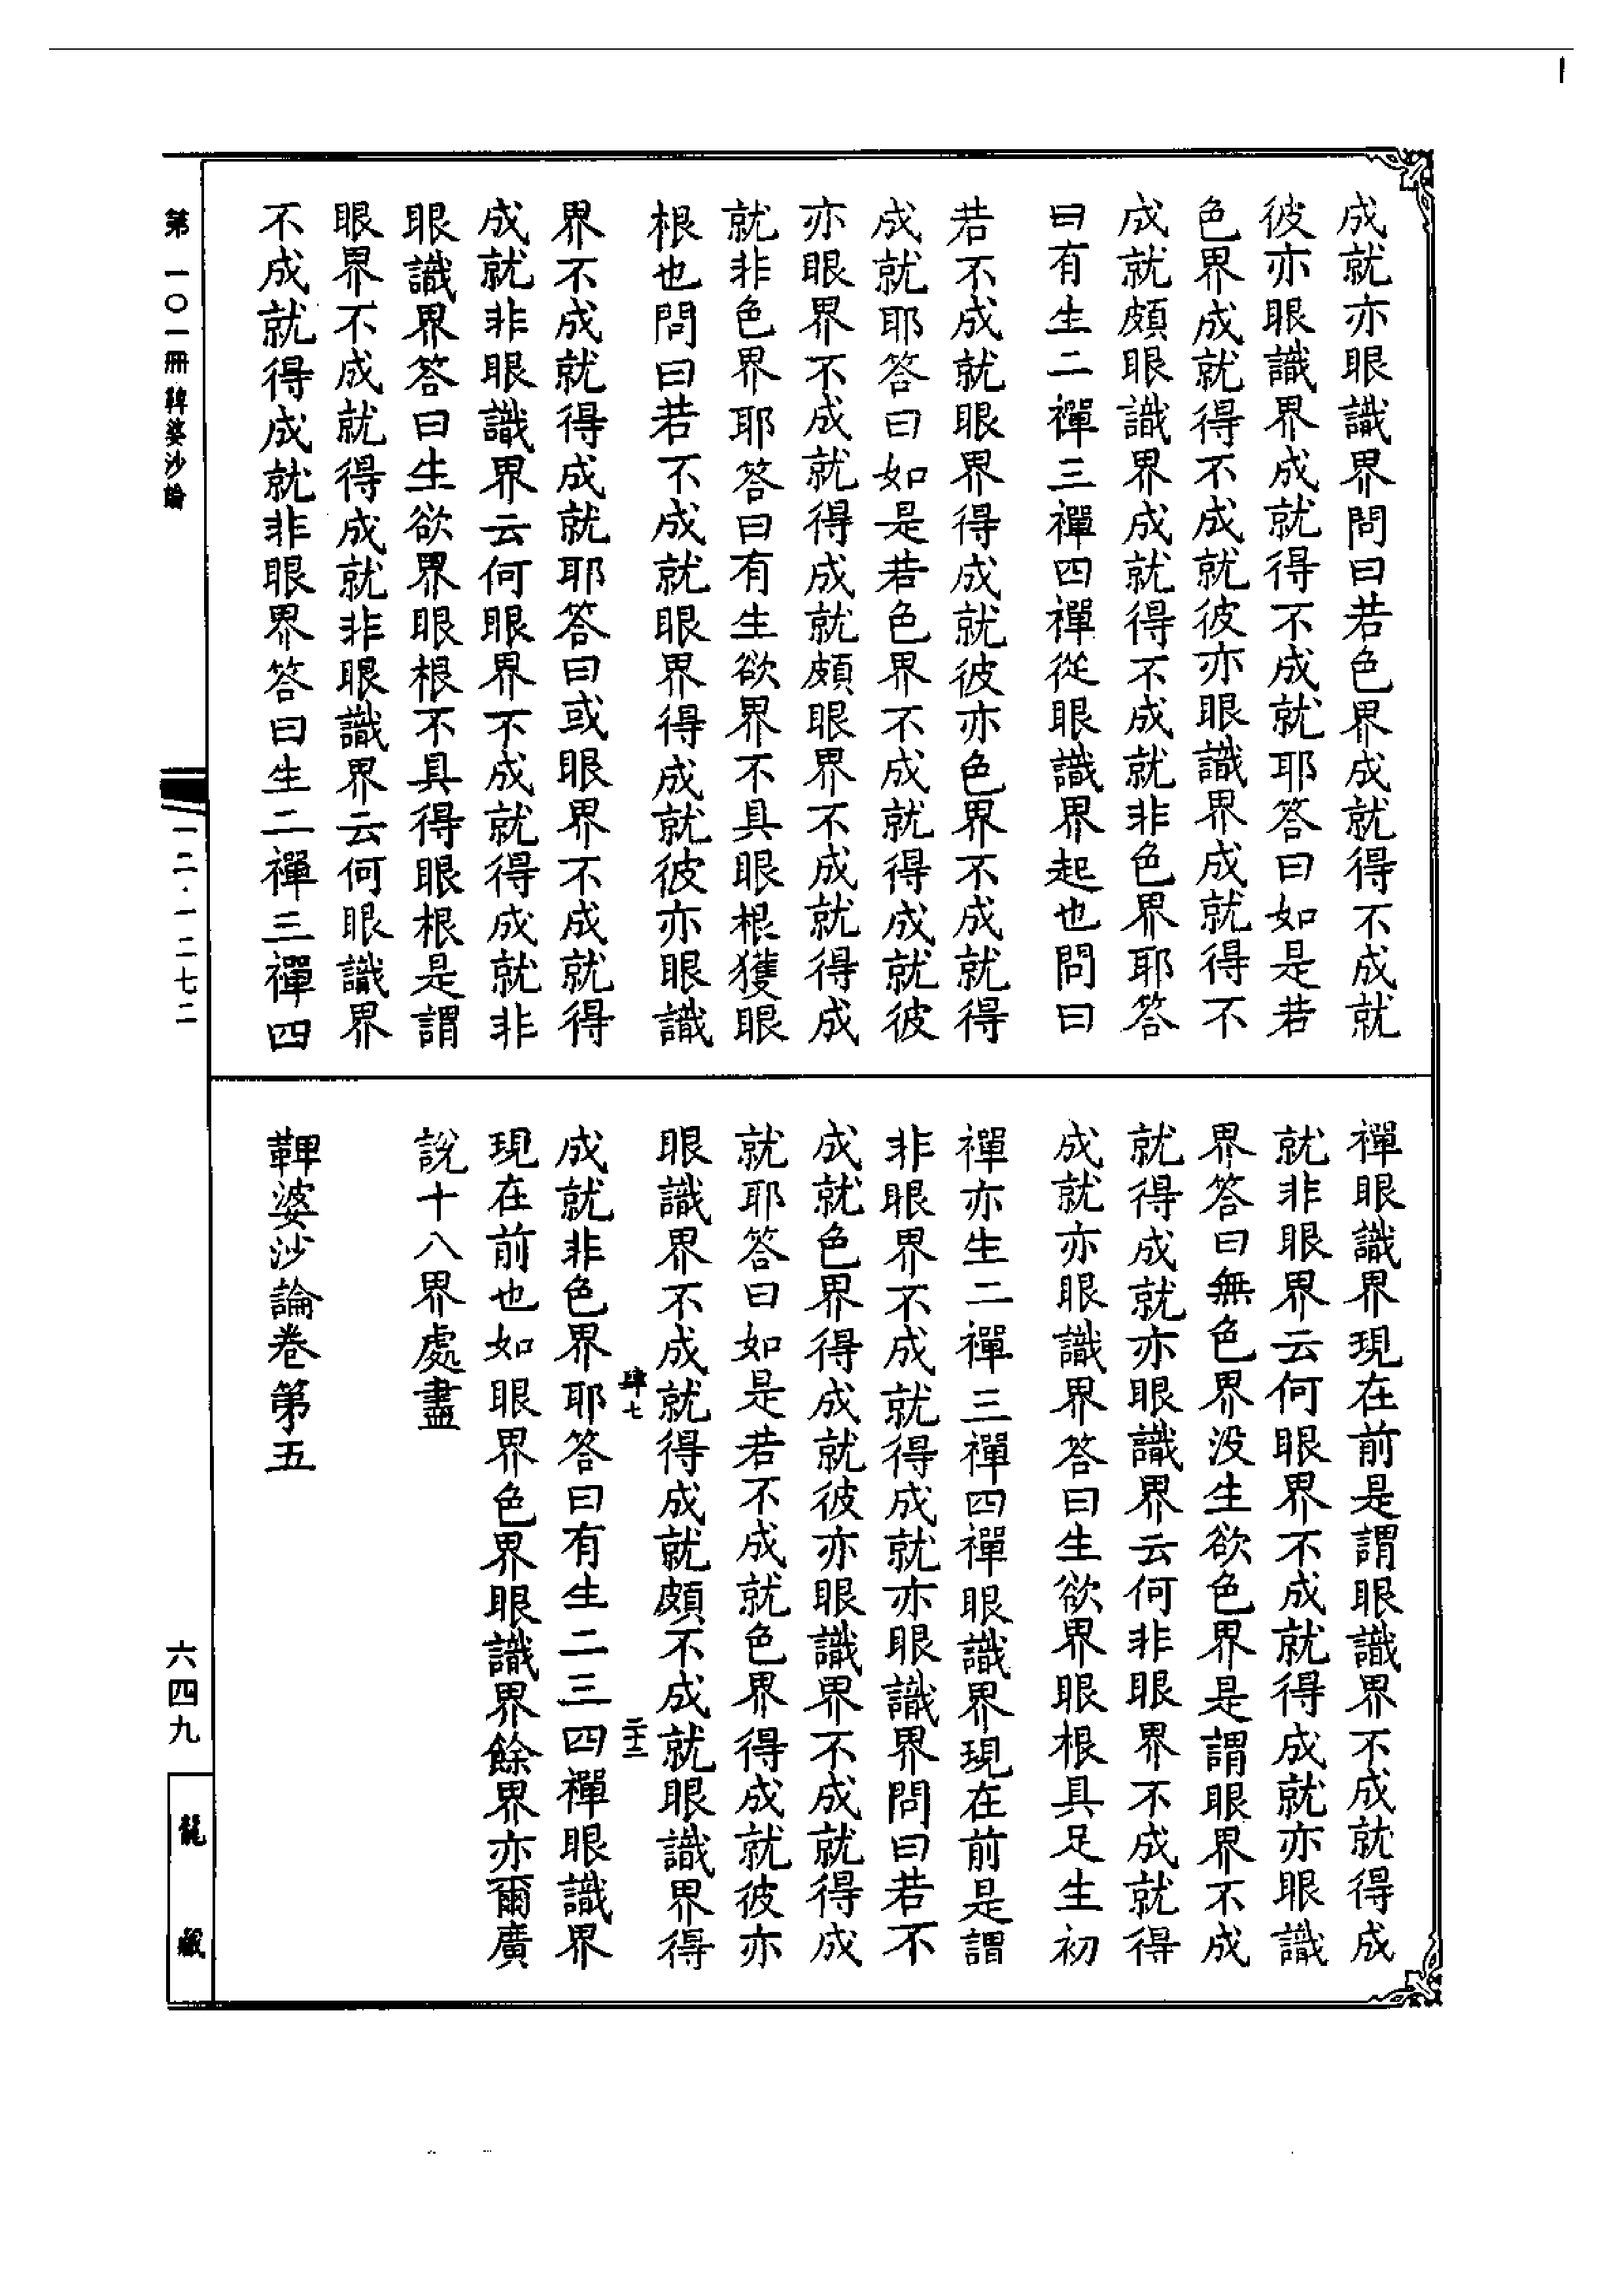 成就亦眼識界問曰若色界成就得不成就
彼亦眼識界成就得不成就耶答曰如是若
色界成就得不成就彼亦眼識界成就得不
成就頗眼識界成就得不成就非色界耶答
曰有生二禪三禪四禪從眼識界起也問曰
若不成就眼界得成就彼亦色界不成就得
成就耶答曰如是若色界不成就得成就彼
亦眼界不成就得成就頗眼界不成就得成
就非色界耶答曰有生欲界不具眼根獲眼
根也問曰若不成就眼界得成就彼亦眼識
界不成就得成就耶答曰或眼界不成就得
成就非眼識界云何眼界不成就得成就非
眼識界答曰生欲界眼根不具得眼根是謂
眼界不成就得成就非眼識界云何眼識界
不成就得成就非眼界答曰生二禪三禪四
禪眼識界現在前是謂眼識界不成就得成
就非眼界云何眼界不成就得成就亦眼識
界答曰無色界没生欲色界是謂眼界不成
就得成就亦眼識界云何非眼界不成就得
成就亦眼識界答曰生欲界眼根具足生初
禪亦生二禪三禪四禪眼識界現在前是謂
非眼界不成就得成就亦眼識界問曰若不
成就色界得成就彼亦眼識界不成就得成
就耶答曰如是若不成就色界得成就彼亦
眼識界不成就得成就頗不成就眼識界得
肆七
二十三
成就非色界耶答曰有生二三四禪眼識界
現在前也如眼界色界眼識界餘界亦爾廣
說十八界處盡
鞞婆沙論卷第五
第一〇一冊 鞞婆沙論
一二·一二七二
六四九
龍藏